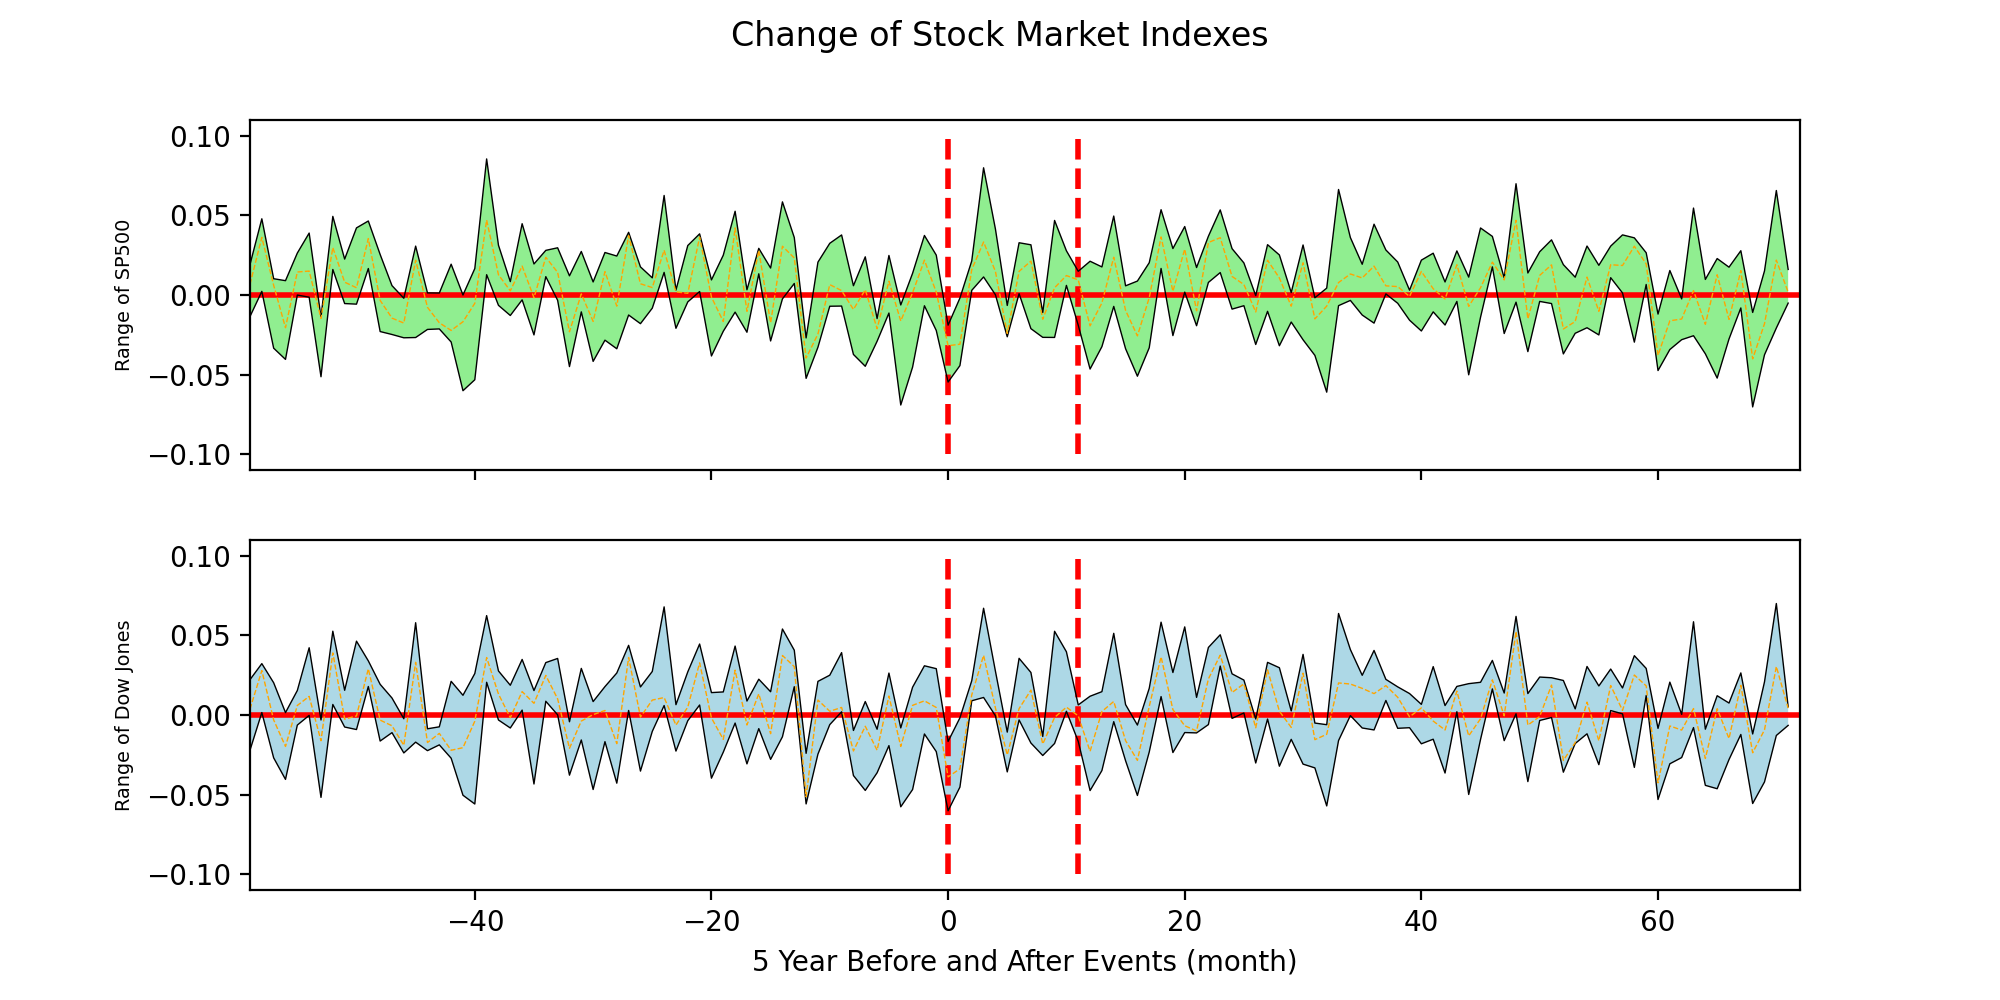 Change of Stock Market Indexes
Range of SP500
0.10
0.05
0.00
−0.05
−0.10
Range of Dow Jones
0.10
0.05
0.00
−0.05
−0.10
−40 −20 0 20 40 60
5 Year Before and After Events (month)